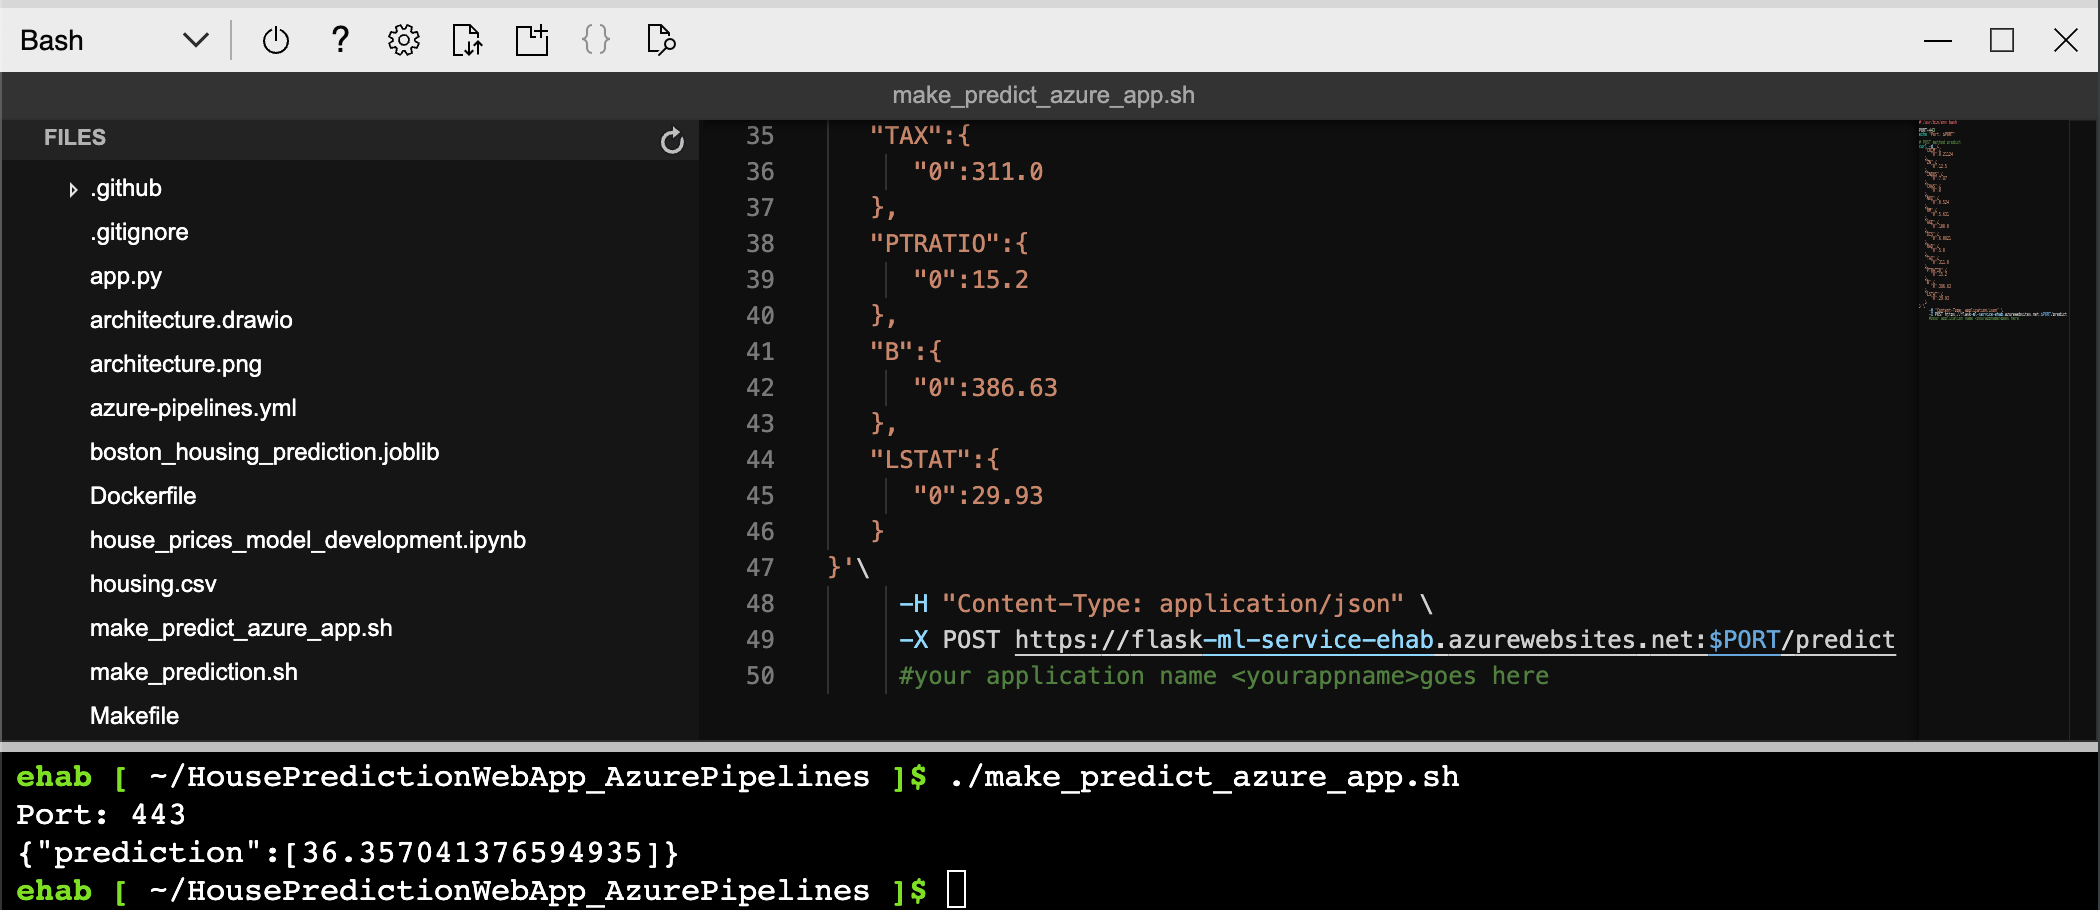 Bash
make_predict_azure_app.sh
FILES
.github
.gitignore
app.py
architecture.drawio
architecture.png
azure-pipelines.yml
boston_housing_prediction.joblib
Dockerfile
house_prices_model_development.ipynb
housing.csv
make_predict_azure_app.sh
make_prediction.sh
Makefile
35 "TAX":{
36 "0":311.0
37 },
38 "PTRATIO":{
39 "0":15.2
40 },
41 "B":{
42 "0":386.63
43 },
44 "LSTAT":{
45 "0":29.93
46 }
47 }'\
48 -H "Content-Type: application/json" \
49 -X POST https://flask-ml-service-ehab.azurewebsites.net:$PORT/predict
50 #your application name <yourappname>goes here
ehab [ ~/HousePredictionWebApp_AzurePipelines ]$ ./make_predict_azure_app.sh
Port: 443
{"prediction":[36.357041376594935]}
ehab [ ~/HousePredictionWebApp_AzurePipelines ]$